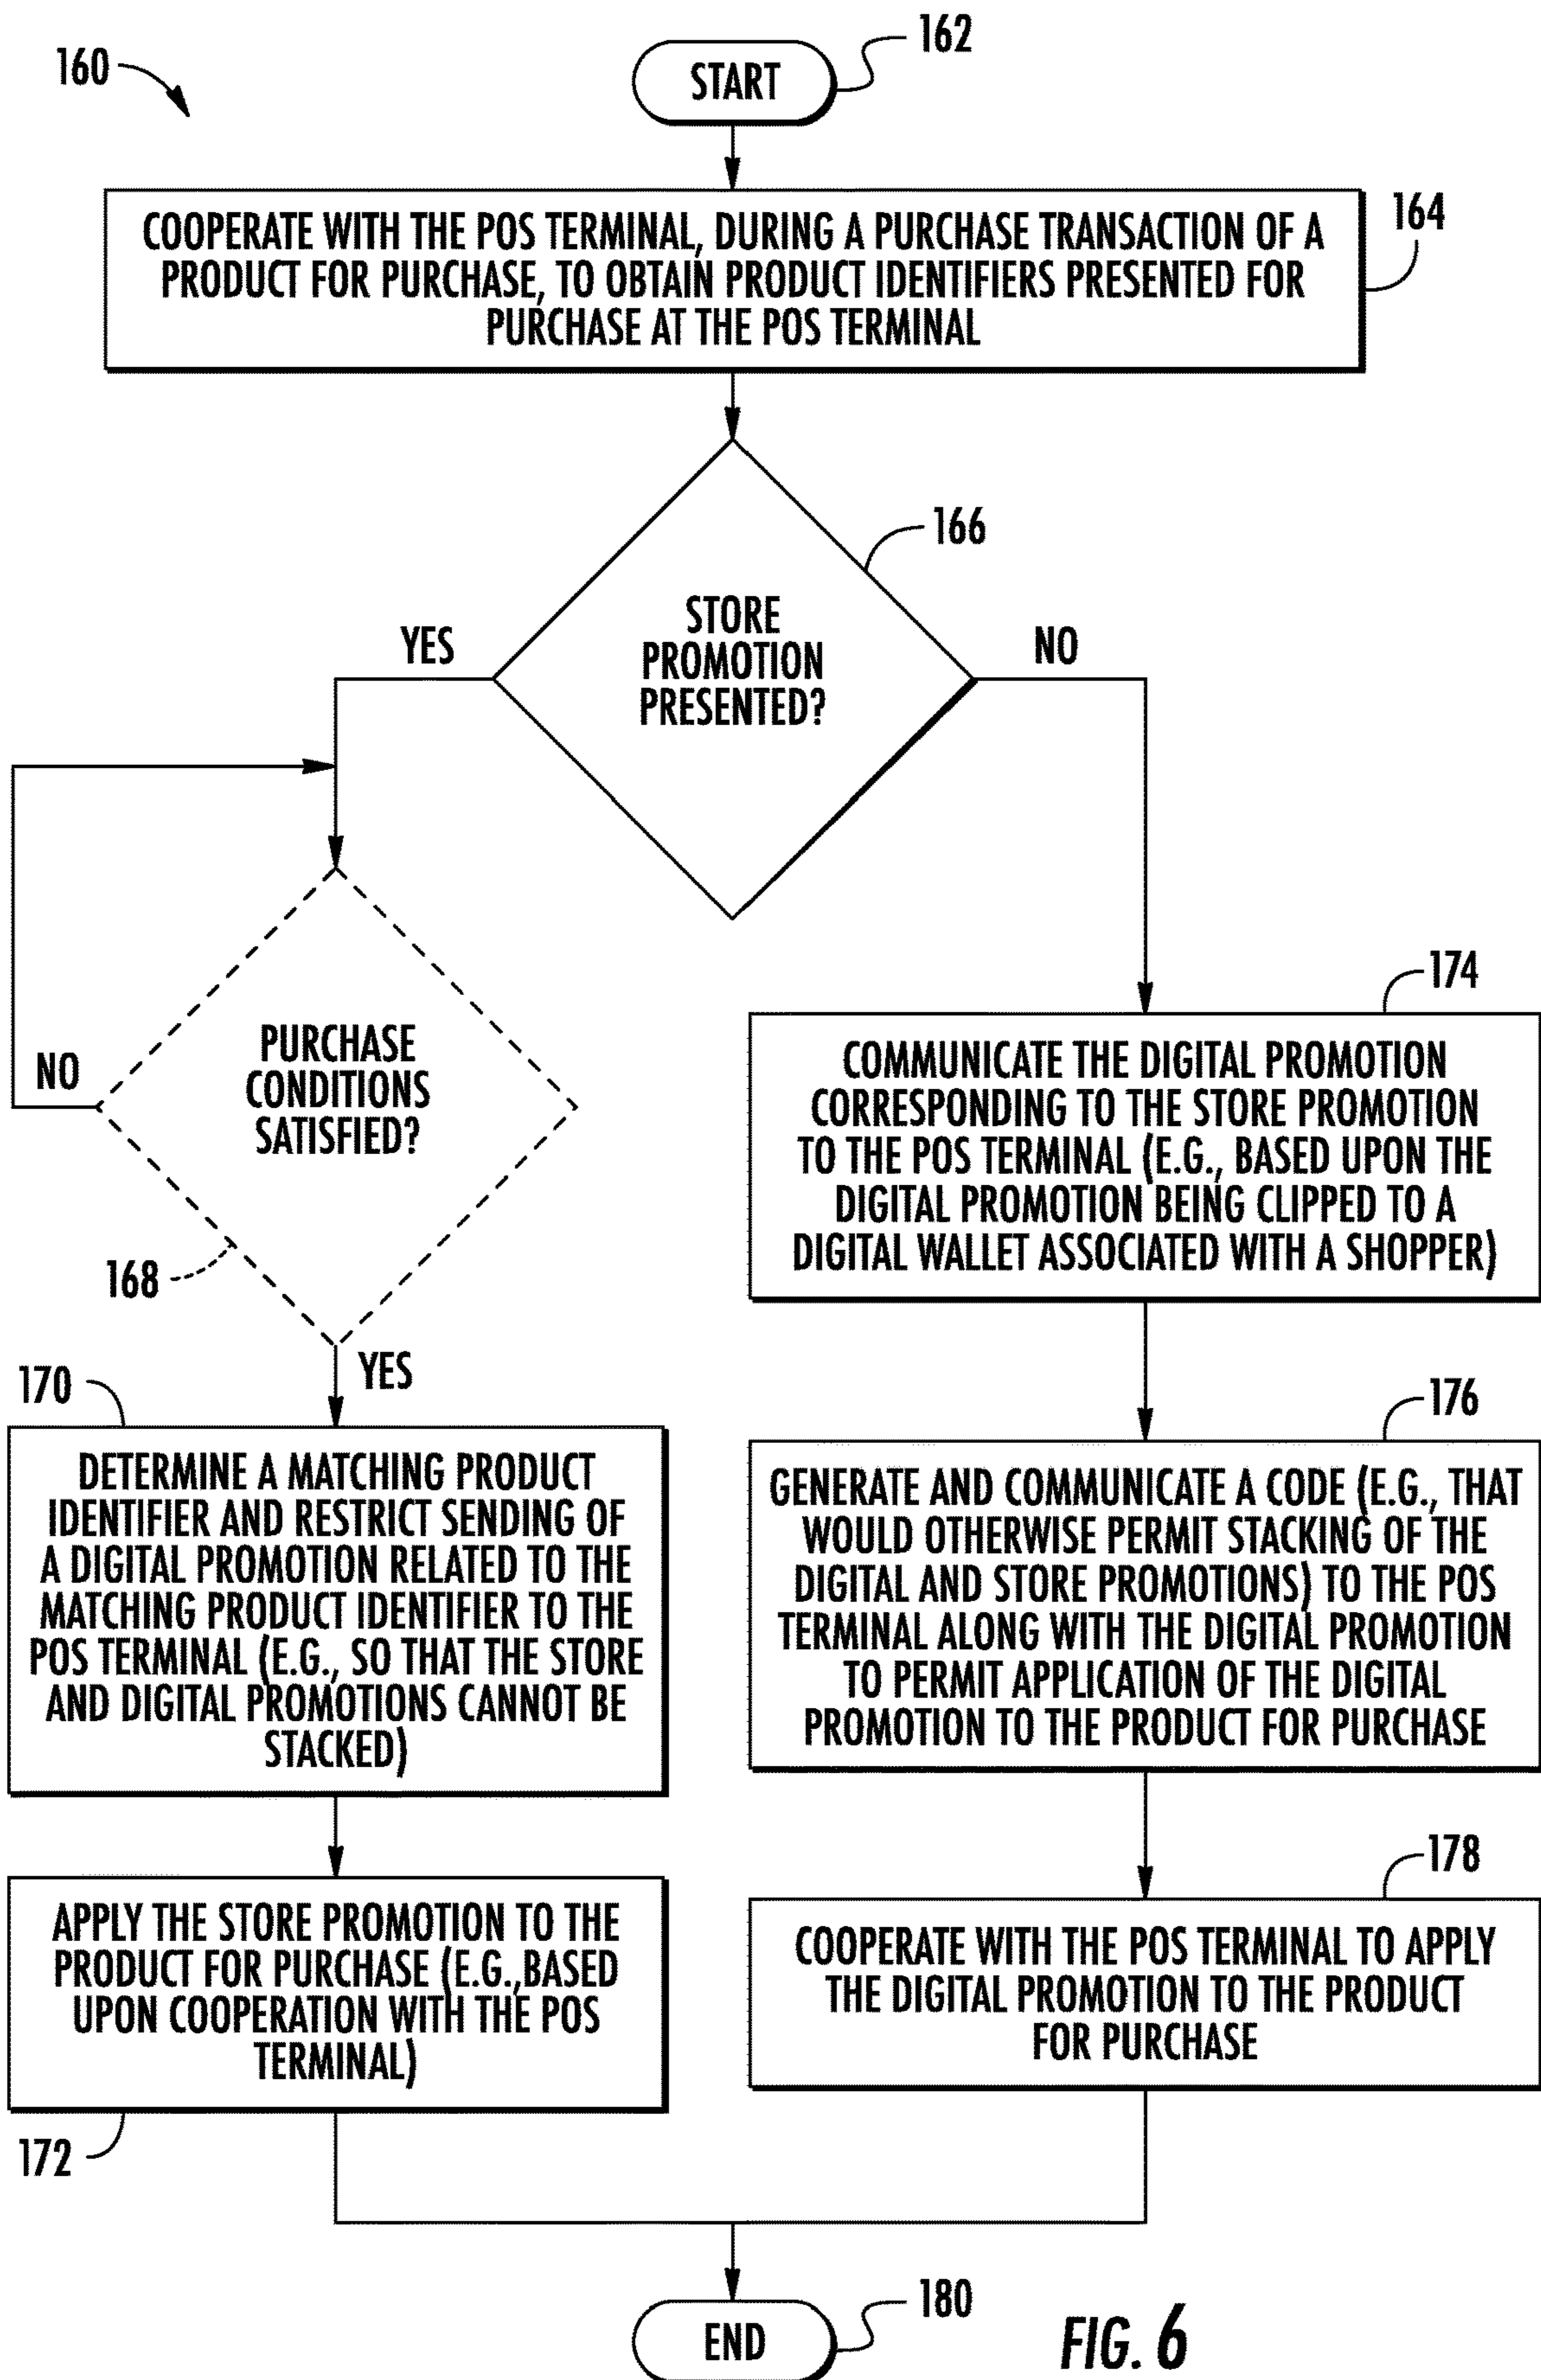 160
START
162
COOPERATE WITH THE POS TERMINAL, DURING A PURCHASE TRANSACTION OF A
PRODUCT FOR PURCHASE, TO OBTAIN PRODUCT IDENTIFIERS PRESENTED FOR
PURCHASE AT THE POS TERMINAL
164
166
STORE
PROMOTION
PRESENTED?
YES
NO
PURCHASE
CONDITIONS
SATISFIED?
NO
168
YES
170
DETERMINE A MATCHING PRODUCT
IDENTIFIER AND RESTRICT SENDING OF
A DIGITAL PROMOTION RELATED TO THE
MATCHING PRODUCT IDENTIFIER TO THE
POS TERMINAL (E.G., SO THAT THE STORE
AND DIGITAL PROMOTIONS CANNOT BE
STACKED)
APPLY THE STORE PROMOTION TO THE
PRODUCT FOR PURCHASE (E.G.,BASED
UPON COOPERATION WITH THE POS
TERMINAL)
172
174
COMMUNICATE THE DIGITAL PROMOTION
CORRESPONDING TO THE STORE PROMOTION
TO THE POS TERMINAL (E.G., BASED UPON THE
DIGITAL PROMOTION BEING CLIPPED TO A
DIGITAL WALLET ASSOCIATED WITH A SHOPPER)
176
GENERATE AND COMMUNICATE A CODE (E.G., THAT
WOULD OTHERWISE PERMIT STACKING OF THE
DIGITAL AND STORE PROMOTIONS) TO THE POS
TERMINAL ALONG WITH THE DIGITAL PROMOTION
TO PERMIT APPLICATION OF THE DIGITAL
PROMOTION TO THE PRODUCT FOR PURCHASE
178
COOPERATE WITH THE POS TERMINAL TO APPLY
THE DIGITAL PROMOTION TO THE PRODUCT
FOR PURCHASE
END
180
FIG. 6